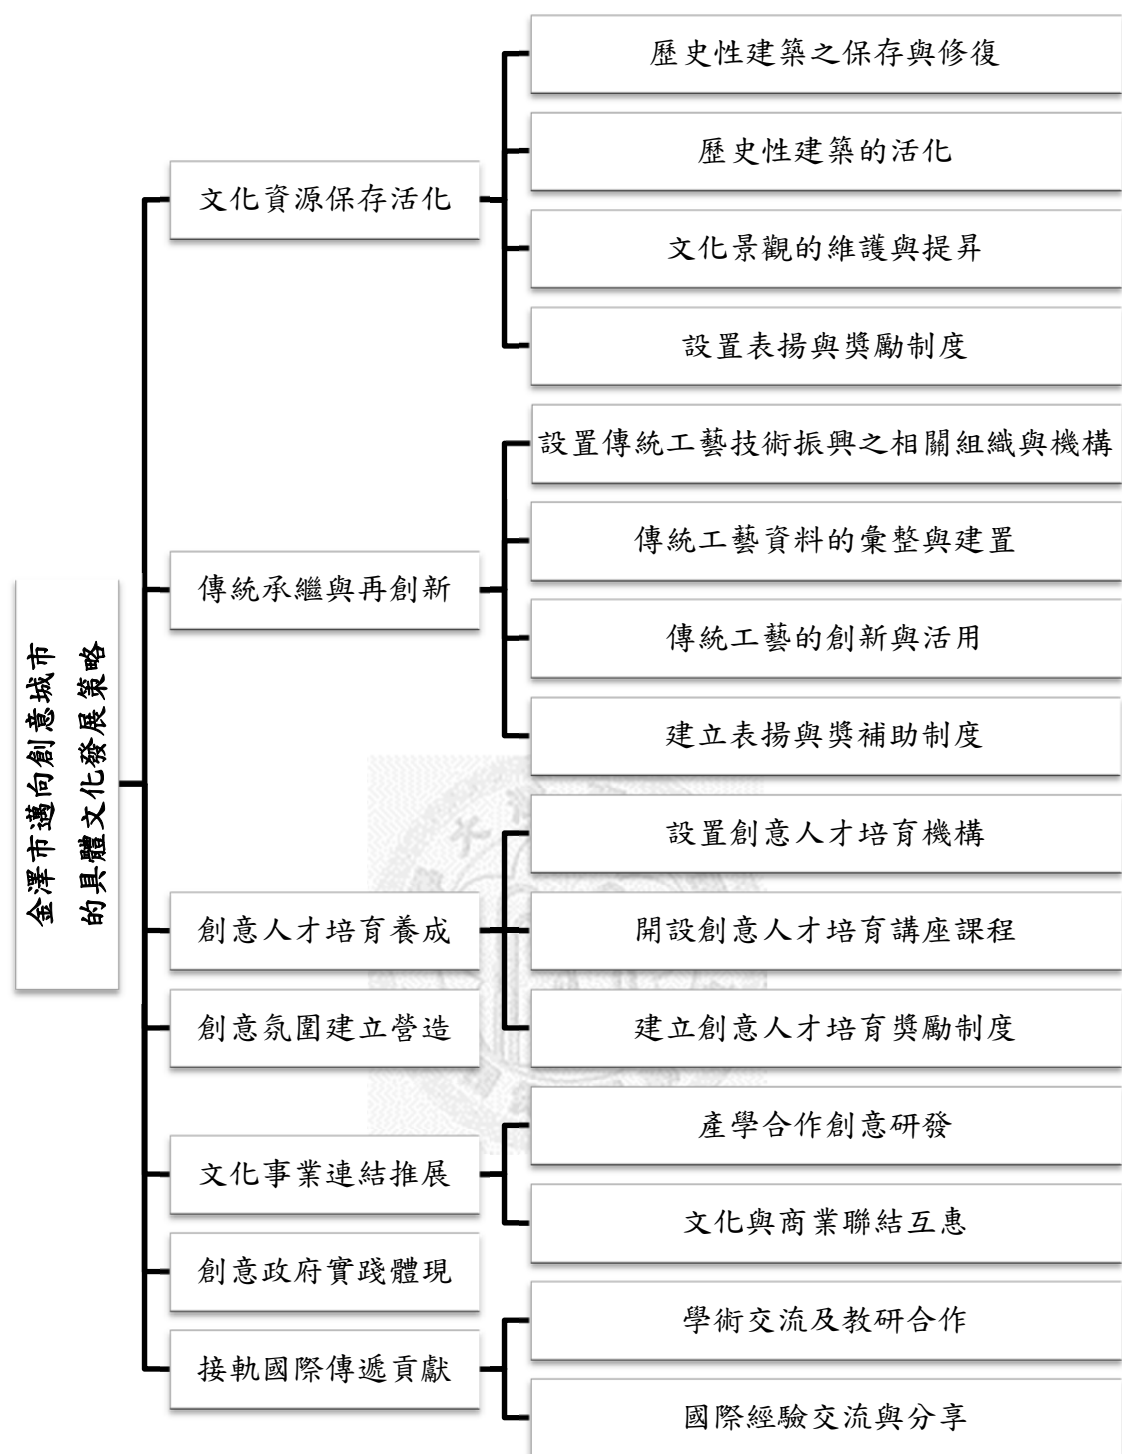 金澤市邁向創意城市
的具體文化發展策略
文化資源保存活化
歷史性建築之保存與修復
歷史性建築的活化
文化景觀的維護與提昇
設置表揚與獎勵制度
傳統承繼與再創新
設置傳統工藝技術振興之相關組織與機構
傳統工藝資料的彙整與建置
傳統工藝的創新與活用
建立表揚與獎補助制度
創意人才培育養成
設置創意人才培育機構
開設創意人才培育講座課程
建立創意人才培育獎勵制度
創意氛圍建立營造
文化事業連結推展
產學合作創意研發
文化與商業聯結互惠
創意政府實踐體現
接軌國際傳遞貢獻
學術交流及教研合作
國際經驗交流與分享